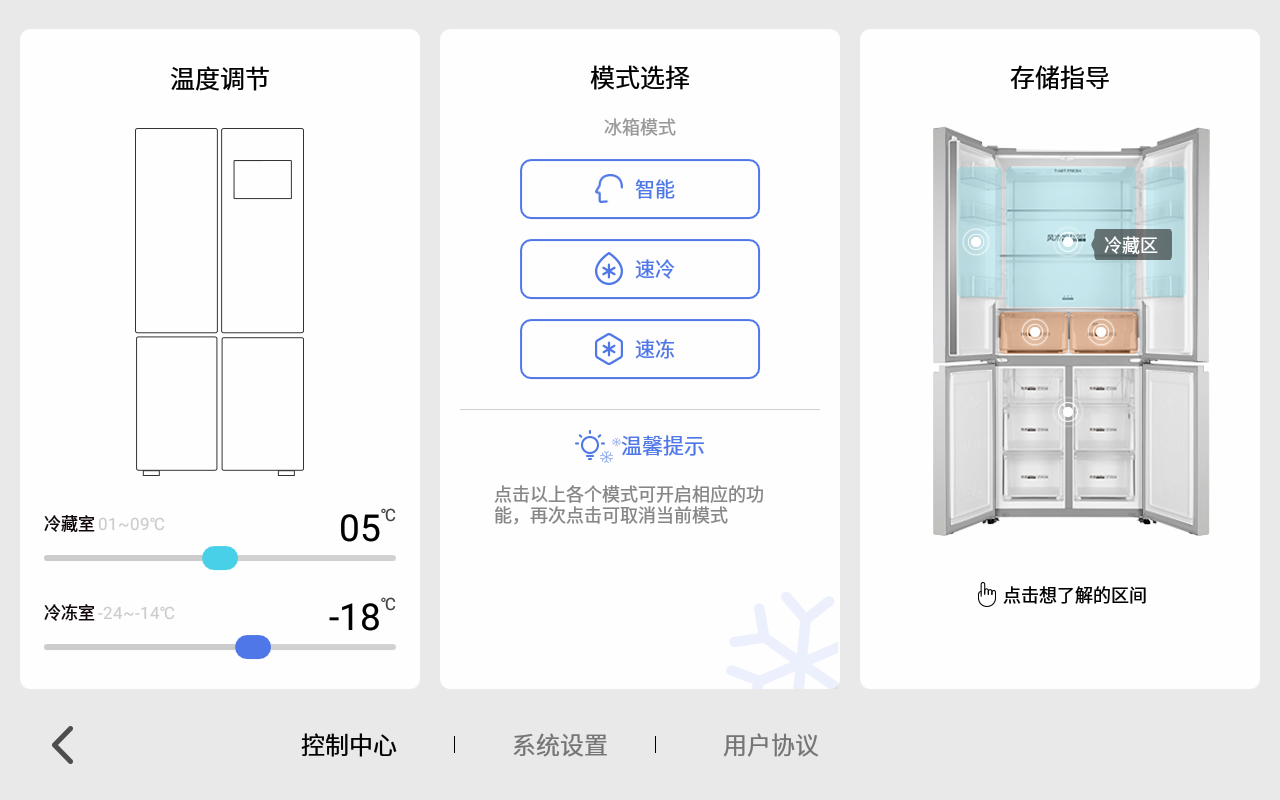 温度调节
冷藏室 01~09℃
05℃
冷冻室 -24~-14℃
-18℃
模式选择
冰箱模式
智能
速冷
速冻
温馨提示
点击以上各个模式可开启相应的功
能，再次点击可取消当前模式
存储指导
冷藏区
点击想了解的区间
控制中心
系统设置
用户协议